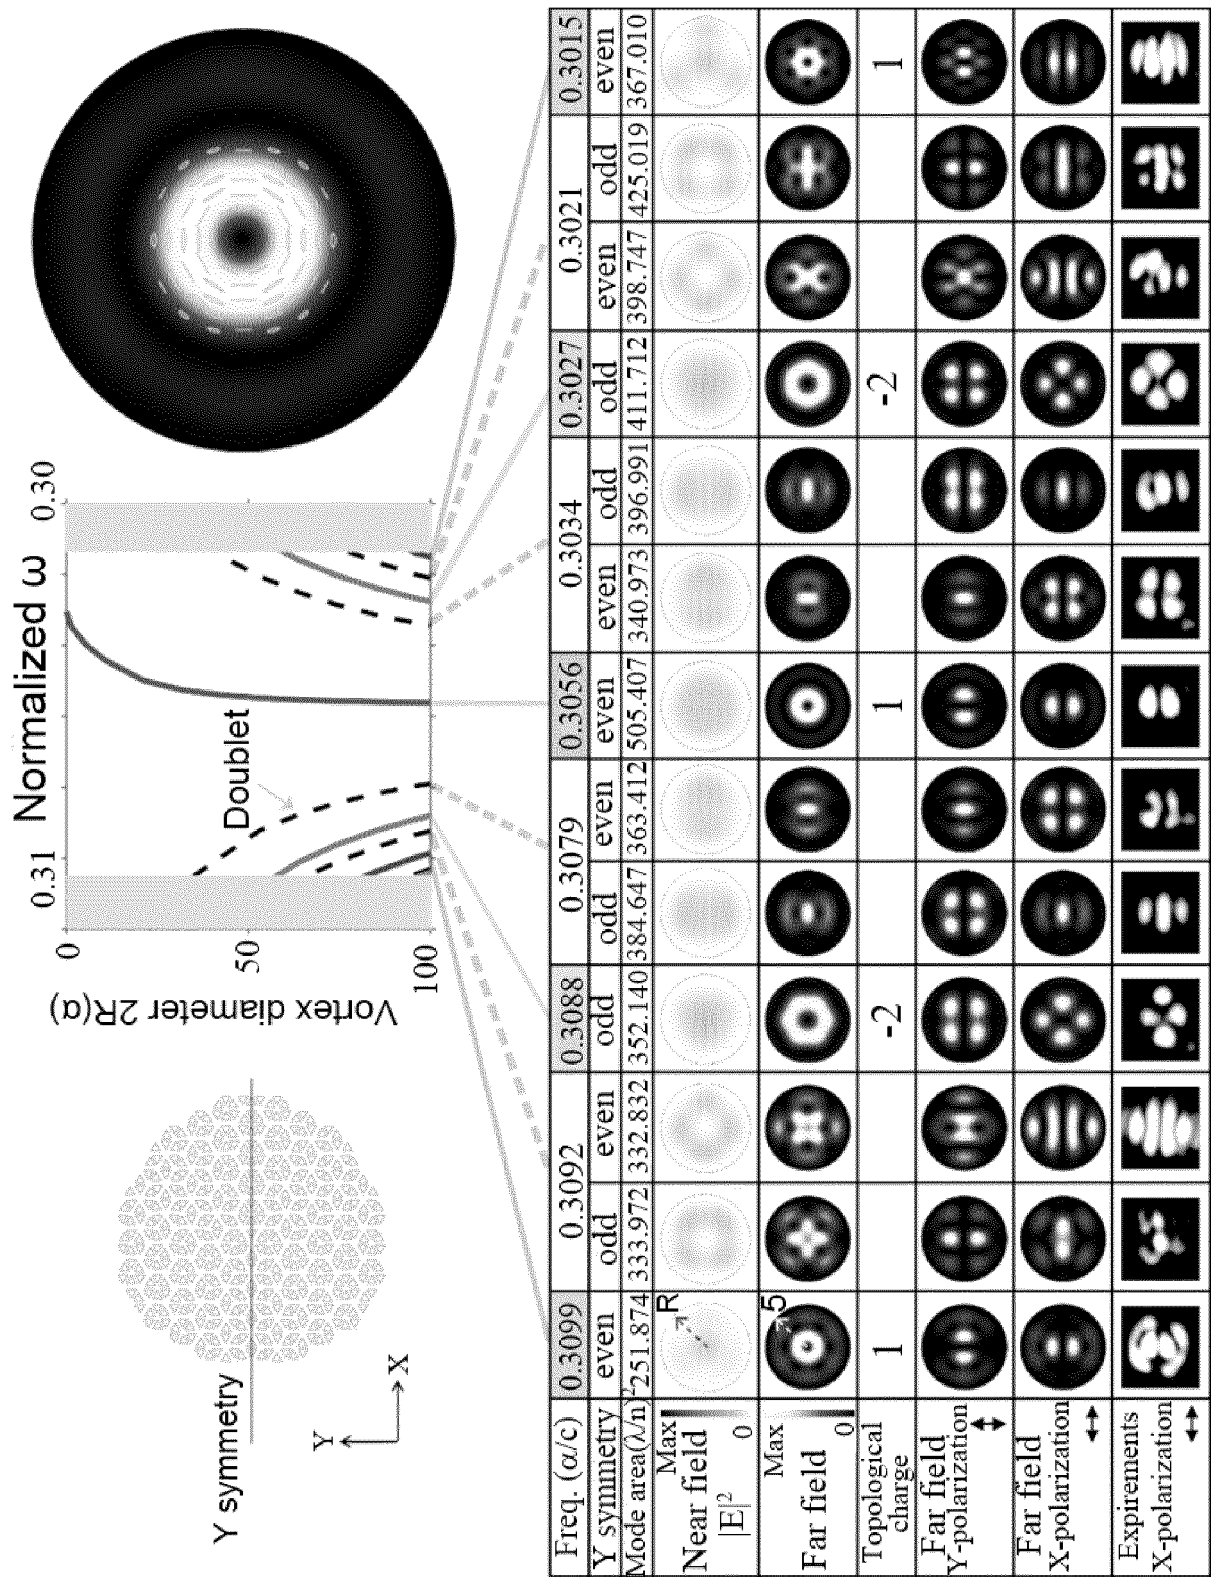 Y symmetry
Y
X
Normalized ω
0.31
0.30
Vortex diameter 2R(α)
0
50
100
Doublet
Freq. (α/c)
0.3099
0.3092
0.3088
0.3079
0.3056
0.3034
0.3027
0.3021
0.3015
Y symmetry
even
odd
even
odd
odd
even
even
even
odd
odd
even
odd
even
Mode area(λ/n)²
251.874
333.972
332.832
352.140
384.647
363.412
505.407
340.973
396.991
411.712
398.747
425.019
367.010
Near field
|E|²
Max
0
R
Far field
Max
0
5
Topological
charge
1
-2
1
-2
1
Far field
Y-polarization
Far field
X-polarization
Expirements
X-polarization